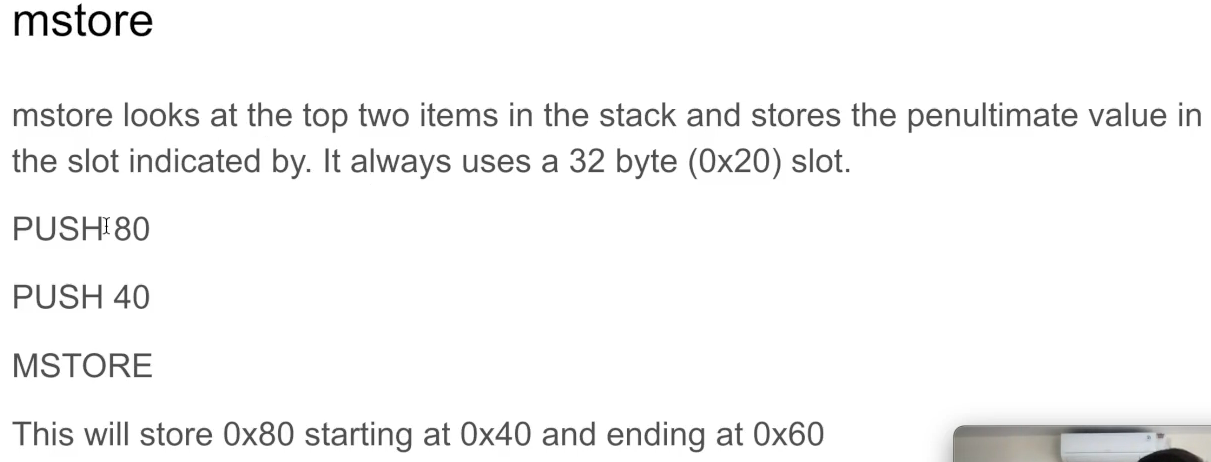 mstore
mstore looks at the top two items in the stack and stores the penultimate value in
the slot indicated by. It always uses a 32 byte (0x20) slot.
PUSH 80
PUSH 40
MSTORE
This will store 0x80 starting at 0x40 and ending at 0x60